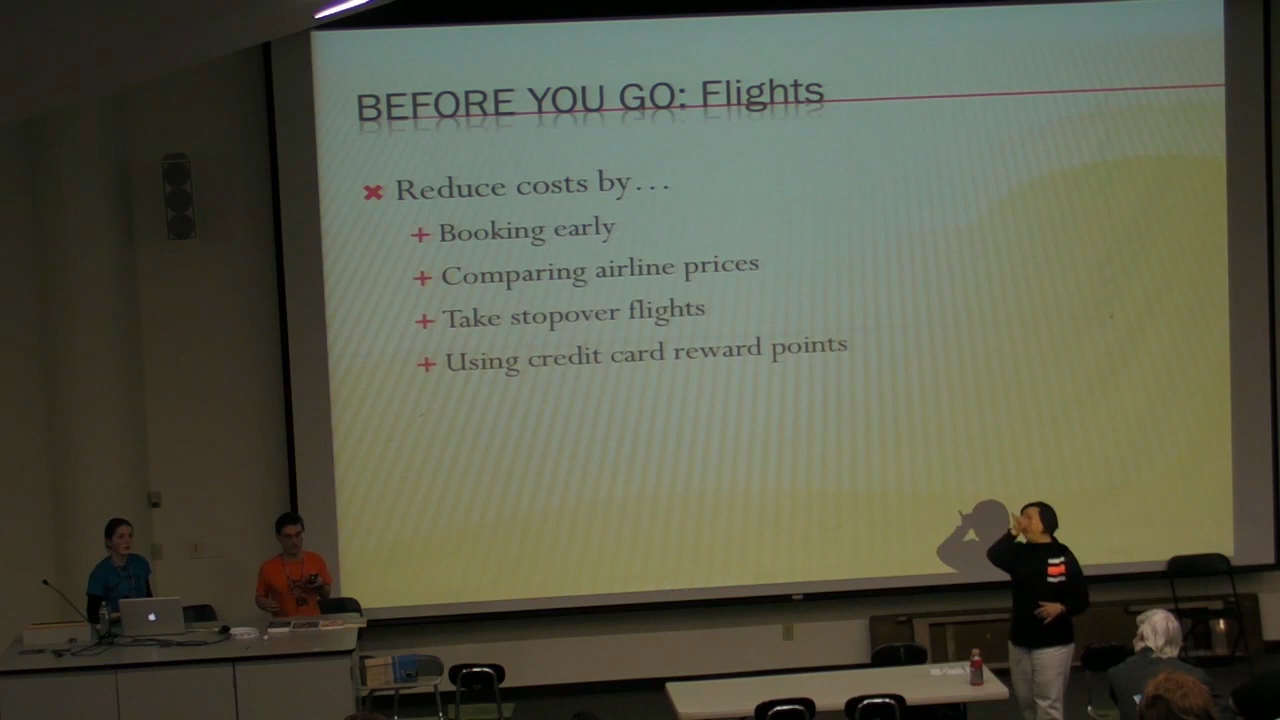 BEFORE YOU GO: Flights
Reduce costs by...
Booking early
Comparing airline prices
Take stopover flights
Using credit card reward points